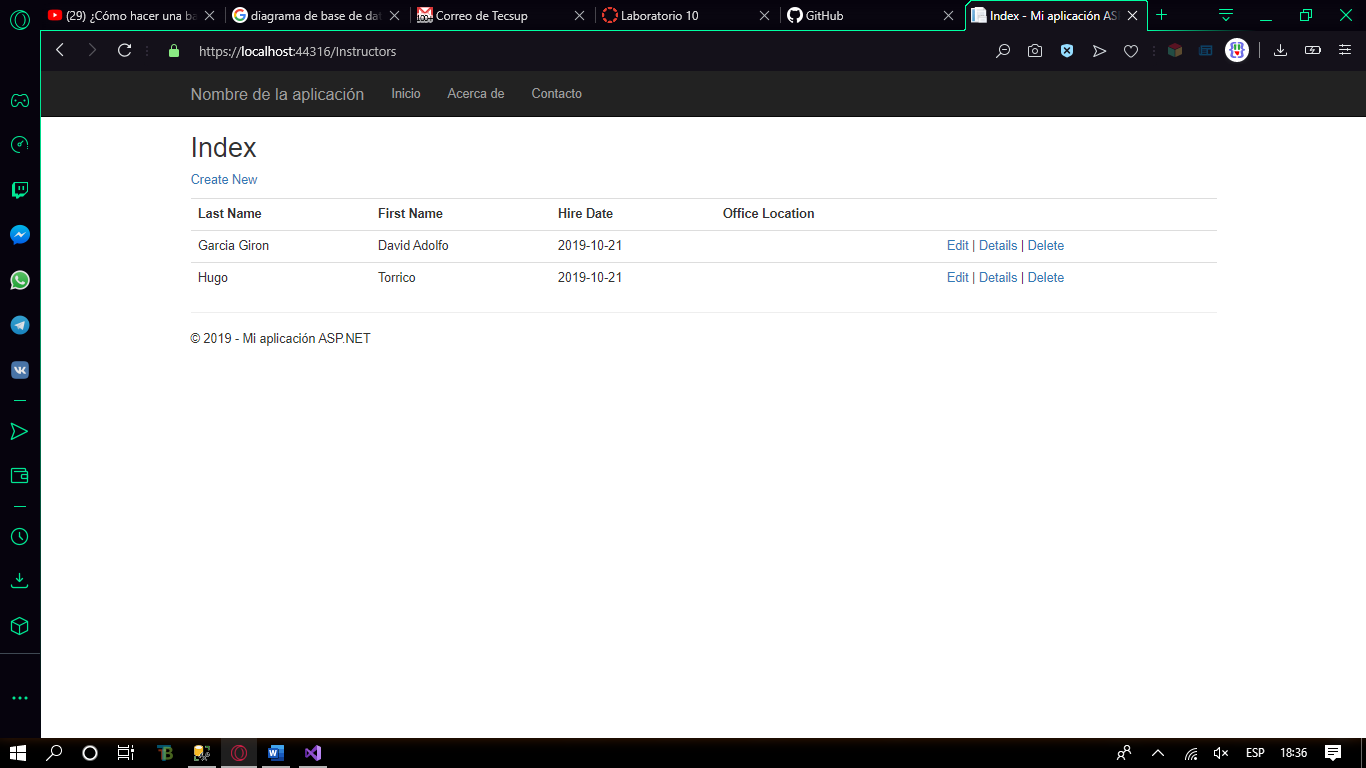 (29) ¿Cómo hacer una ba
diagrama de base de dat
Correo de Tecsup
Laboratorio 10
GitHub
Index - Mi aplicación AS
https://localhost:44316/Instructors
Nombre de la aplicación Inicio Acerca de Contacto
Index
Create New
Last Name First Name Hire Date Office Location
Garcia Giron David Adolfo 2019-10-21 Edit | Details | Delete
Hugo Torrico 2019-10-21 Edit | Details | Delete
© 2019 - Mi aplicación ASP.NET
ESP 18:36